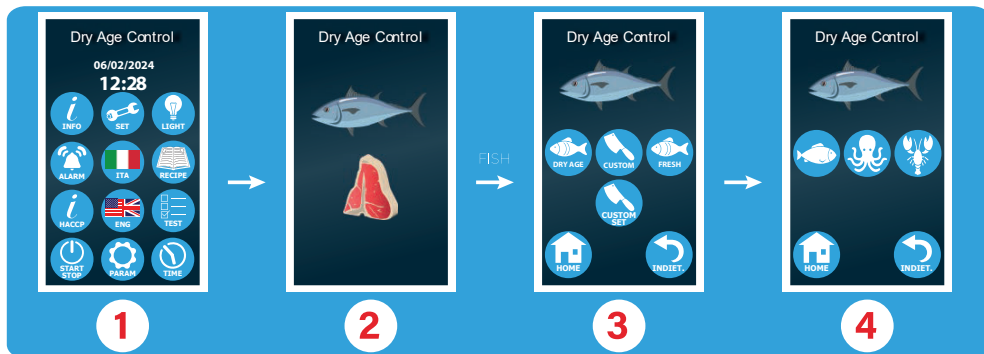 Dry Age Control
06/02/2024
12:28
INFO
SET
LIGHT
ALARM
ITA
RECIPE
HACCP
ENG
TEST
START
STOP
PARAM
TIME
1
Dry Age Control
2
FISH
Dry Age Control
DRY AGE
CUSTOM
FRESH
CUSTOM
SET
HOME
INDIET.
3
Dry Age Control
HOME
INDIET.
4